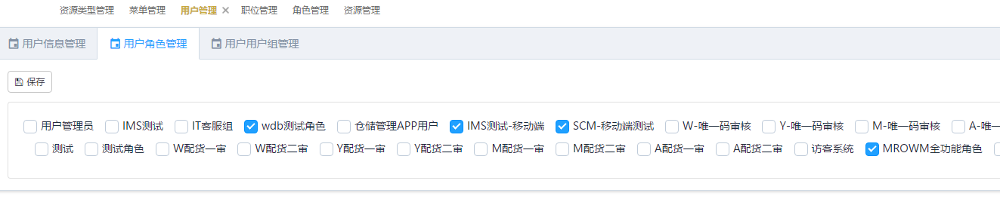 资源类型管理 菜单管理 用户管理 职位管理 角色管理 资源管理
用户信息管理 用户角色管理 用户用户组管理
保存
用户管理员 IMS测试 IT客服组 wdb测试角色 仓储管理APP用户 IMS测试-移动端 SCM-移动端测试 W-唯一码审核 Y-唯一码审核 M-唯一码审核 A-唯一
测试 测试角色 W配货一审 W配货二审 Y配货一审 Y配货二审 M配货一审 M配货二审 A配货一审 A配货二审 访客系统 MROWM全功能角色